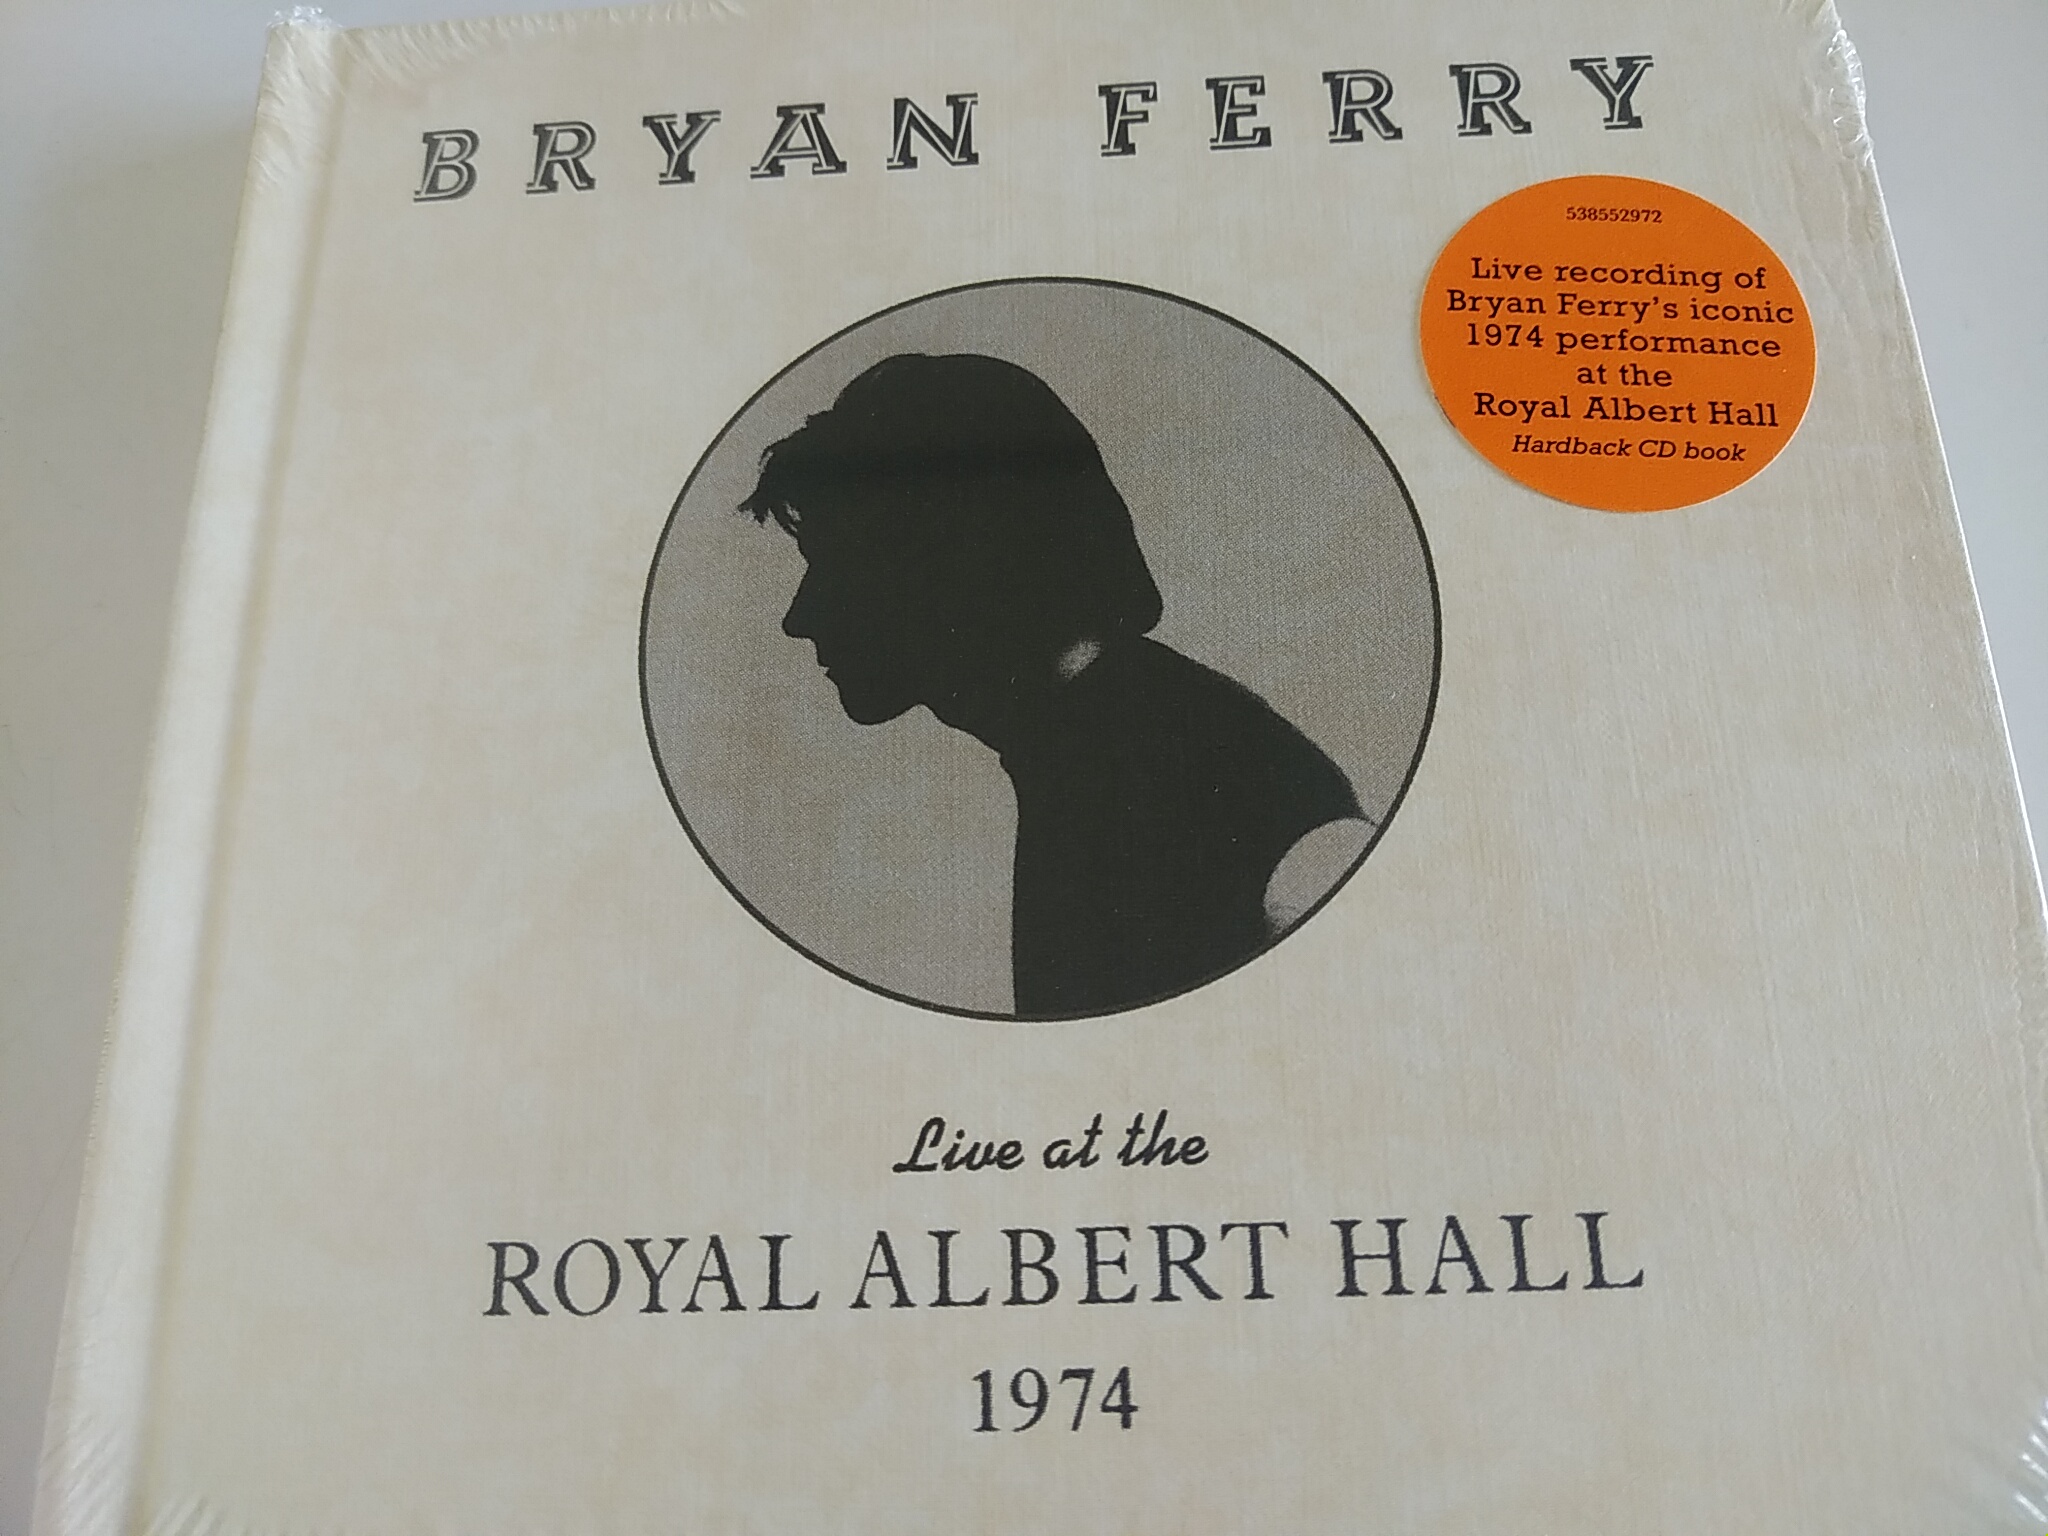 BRYAN FERRY
538552972
Live recording of
Bryan Ferry's iconic
1974 performance
at the
Royal Albert Hall
Hardback CD book
Live at the
ROYAL ALBERT HALL
1974